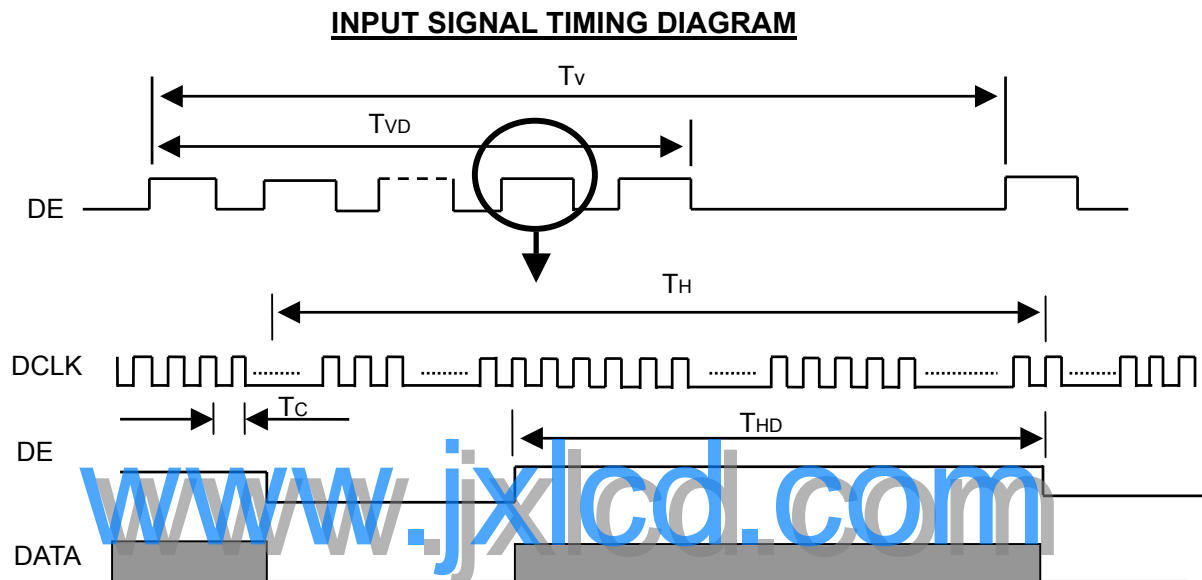 INPUT SIGNAL TIMING DIAGRAM
Tv
TVD
DE
TH
DCLK
TC
THD
DE
www.jxlcd.com
DATA